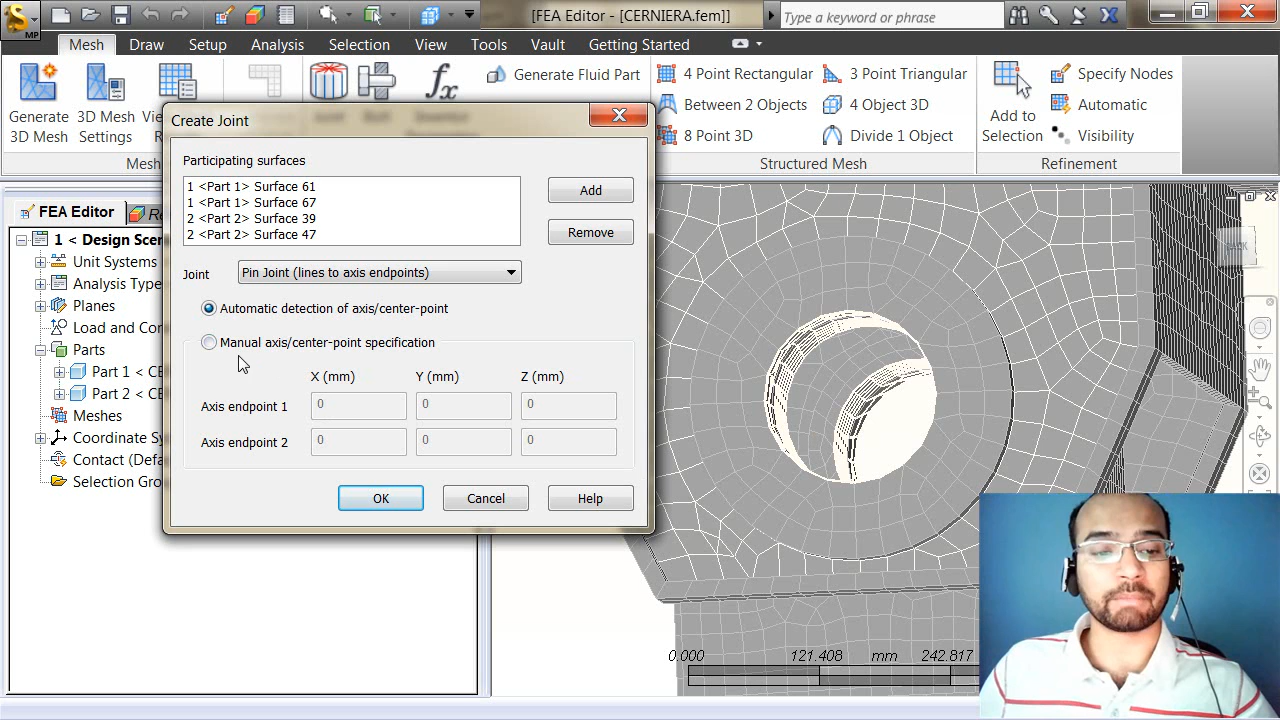 MP
[FEA Editor - [CERNIERA.fem]]
Type a keyword or phrase
Mesh Draw Setup Analysis Selection View Tools Vault Getting Started
Generate Fluid Part
4 Point Rectangu
3 Point Triangular
Specify Nodes
Between 2 Objects
4 Object 3D
Automatic
8 Point 3D
Divide 1 Object
Visibility
Generate
3D Mesh
3D Mesh
Settings
Add to
Selection
Mesh
Structured Mesh
Refinement
FEA Editor
1 < Design Scen
Unit Systems
Analysis Type
Planes
Load and Con
Parts
Part 1 < CE
Part 2 < CE
Meshes
Coordinate Sy
Contact (Defa
Selection Grou
Create Joint
Participating surfaces
1 <Part 1> Surface 61
1 <Part 1> Surface 67
2 <Part 2> Surface 39
2 <Part 2> Surface 47
Add
Remove
Joint
Pin Joint (lines to axis endpoints)
Automatic detection of axis/center-point
Manual axis/center-point specification
X (mm) Y (mm) Z (mm)
Axis endpoint 1 0 0 0
Axis endpoint 2 0 0 0
OK Cancel Help
BACK
0.000 121.408 mm 242.817